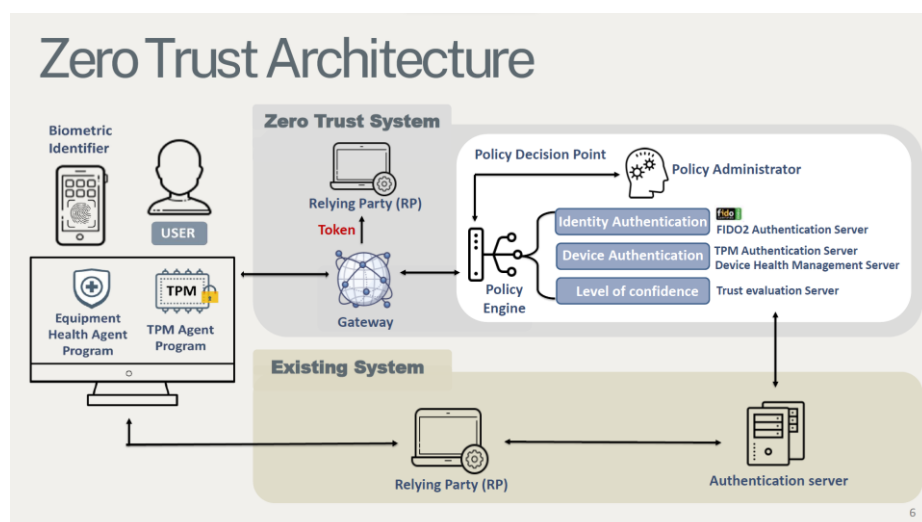 Zero Trust Architecture
Biometric
Identifier
USER
TPM
Equipment
Health Agent
Program
TPM Agent
Program
Zero Trust System
Relying Party (RP)
Token
Gateway
Policy Decision Point
Policy Administrator
Policy
Engine
Identity Authentication
fido
FIDO2 Authentication Server
Device Authentication
TPM Authentication Server
Device Health Management Server
Level of confidence
Trust evaluation Server
Existing System
Relying Party (RP)
Authentication server
6